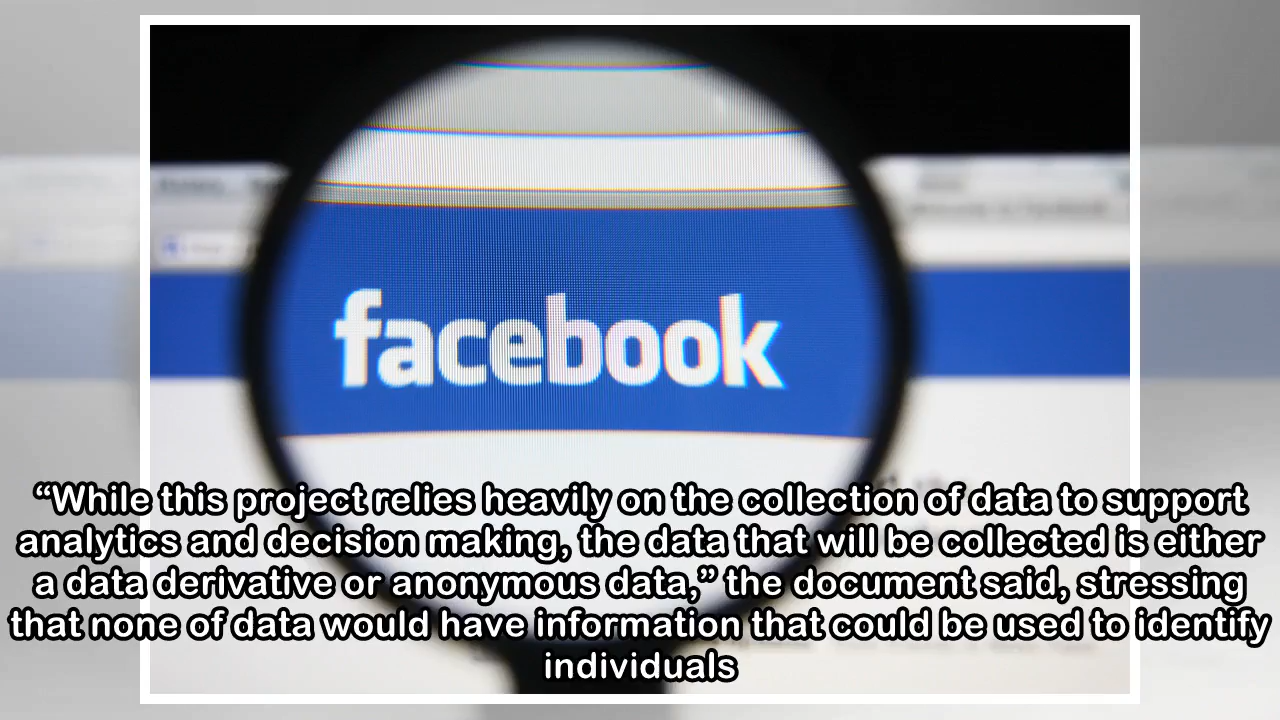 facebook
“While this project relies heavily on the collection of data to support
analytics and decision making, the data that will be collected is either
a data derivative or anonymous data,” the document said, stressing
that none of data would have information that could be used to identify
individuals